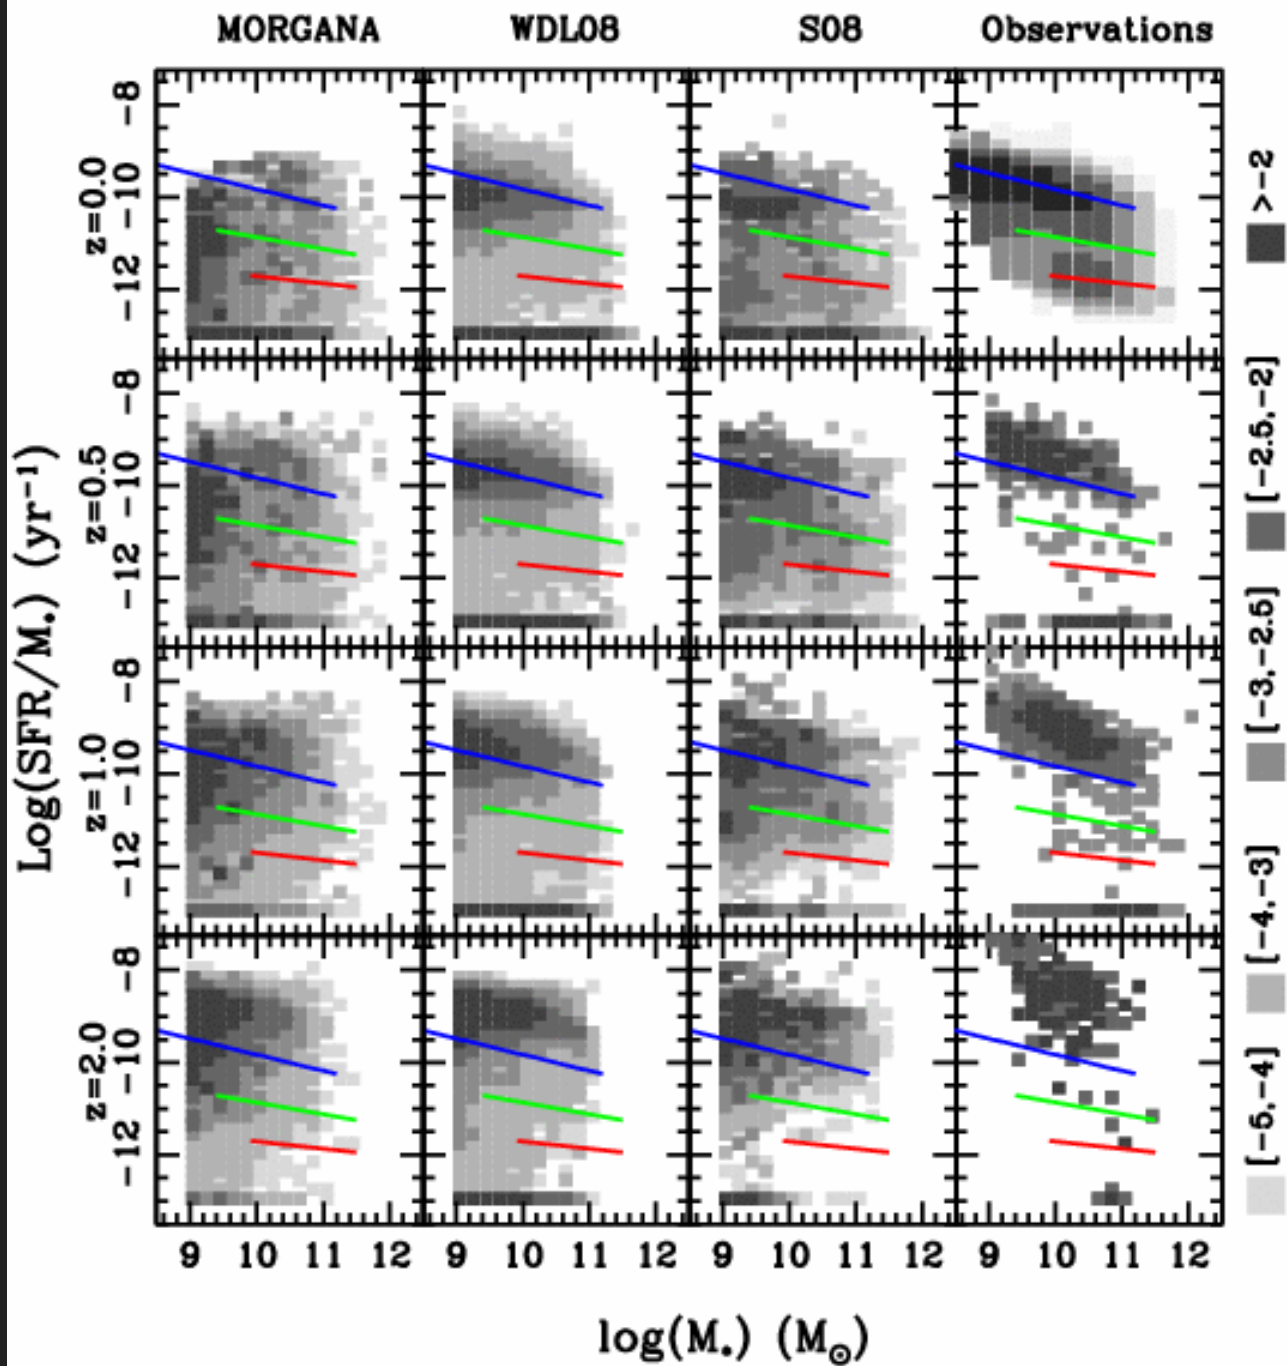 MORGANA WDL08 S08 Observations
Log(SFR/M*) (yr⁻¹)
z=0.0
-8
-10
-12
z=0.5
-8
-10
-12
z=1.0
-8
-10
-12
z=2.0
-8
-10
-12
9 10 11 12 9 10 11 12 9 10 11 12 9 10 11 12
log(M*) (M⊙)
>-2
[-2.5,-2]
[-3,-2.5]
[-4,-3]
[-5,-4]